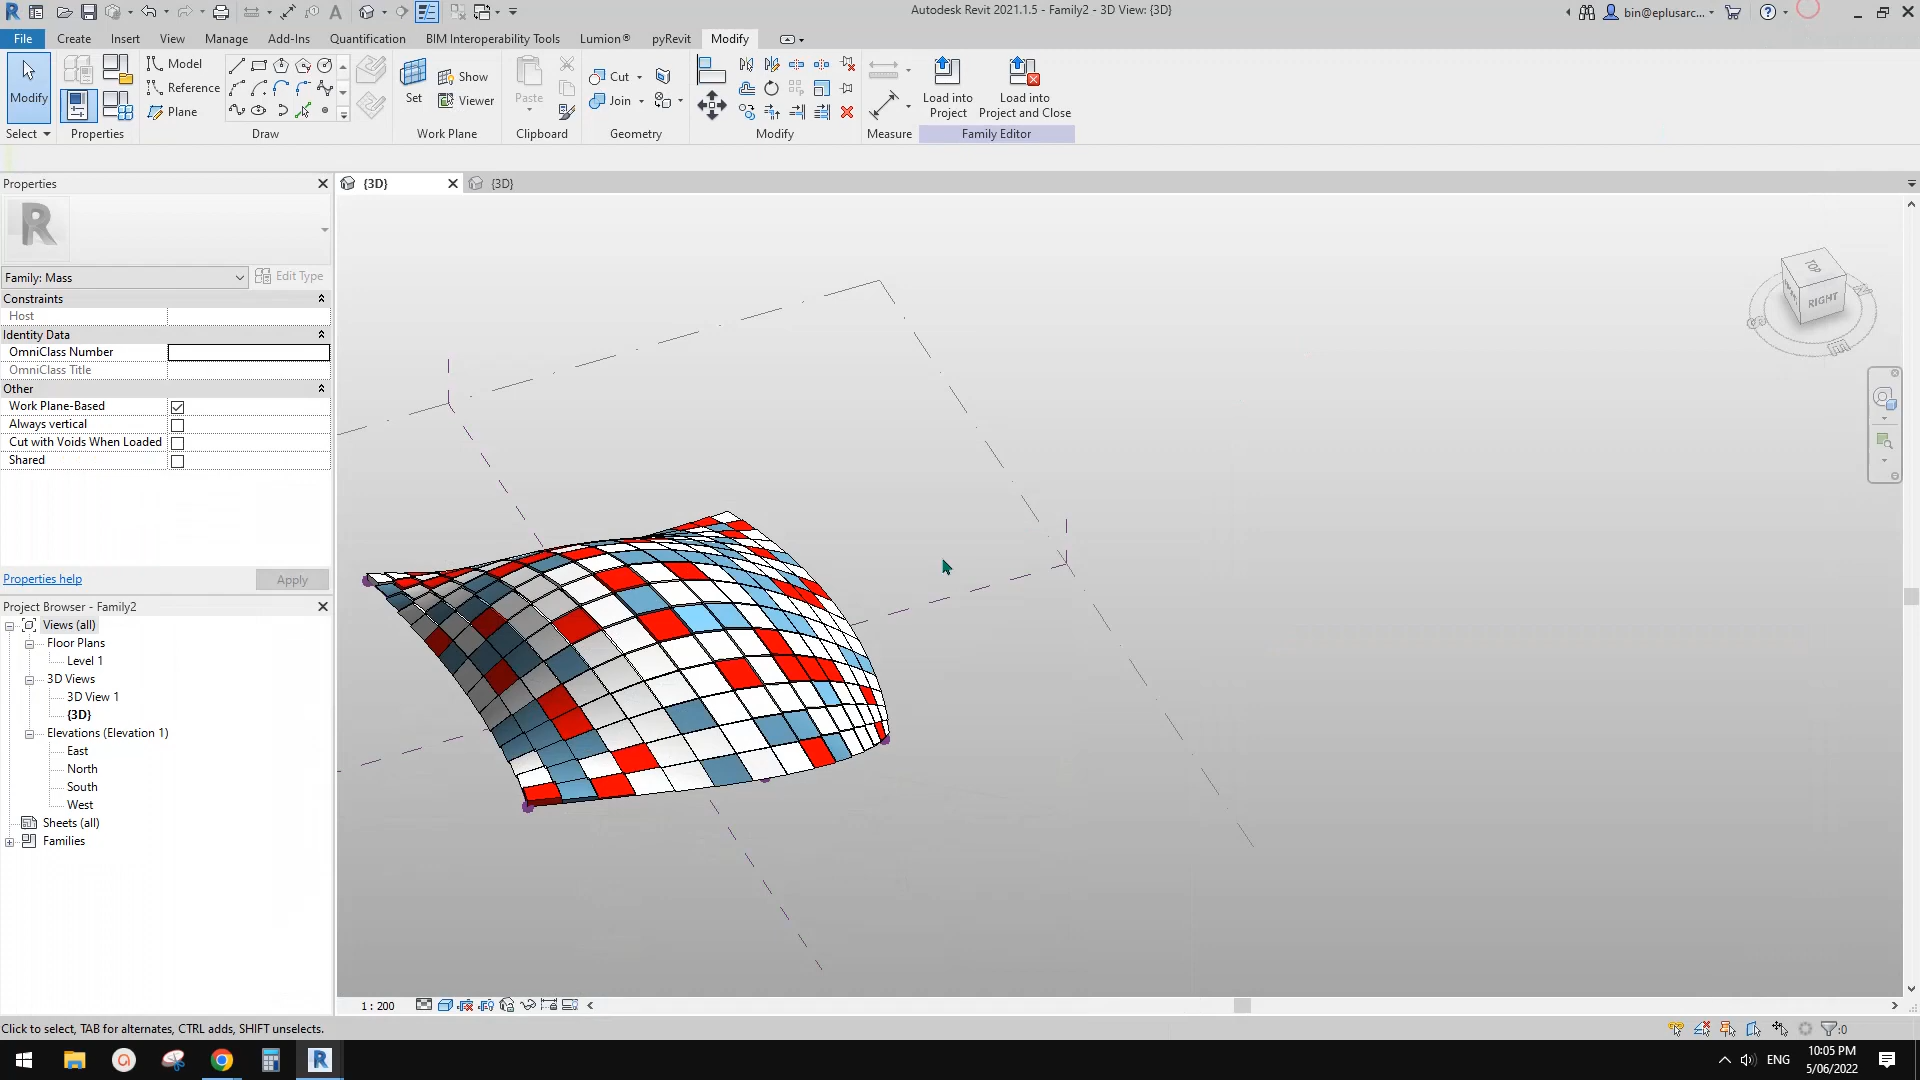 Autodesk Revit 2021.1.5 - Family2 - 3D View: {3D}
bin@eplusarc...
File Create Insert View Manage Add-Ins Quantification BIM Interoperability Tools Lumion® pyRevit Modify
Modify
Select
Properties
Model
Reference
Plane
Draw
Set
Show
Viewer
Work Plane
Paste
Clipboard
Cut
Join
Geometry
Modify
Measure
Load into Project
Load into Project and Close
Family Editor
Properties
{3D}
{3D}
R
Family: Mass
Edit Type
Constraints
Host
Identity Data
OmniClass Number
OmniClass Title
Other
Work Plane-Based
Always vertical
Cut with Voids When Loaded
Shared
Properties help
Apply
Project Browser - Family2
Views (all)
Floor Plans
Level 1
3D Views
3D View 1
{3D}
Elevations (Elevation 1)
East
North
South
West
Sheets (all)
Families
TOP
RIGHT
S
E
1 : 200
Click to select, TAB for alternates, CTRL adds, SHIFT unselects.
:0
ENG
10:05 PM
5/06/2022